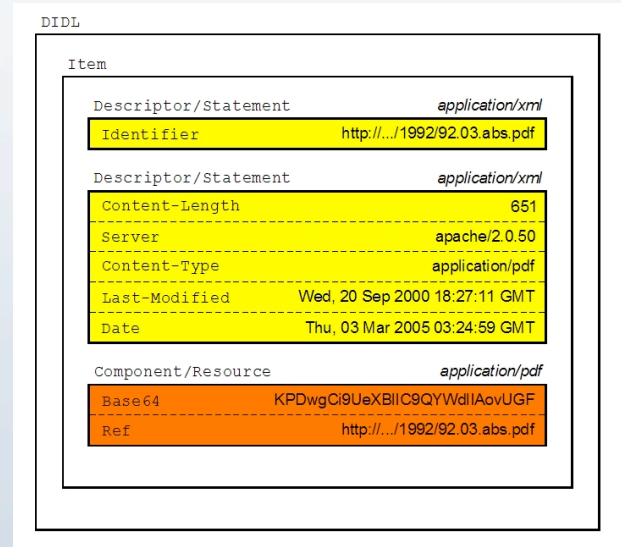 DIDL
Item
Descriptor/Statement application/xml
Identifier http://.../1992/92.03.abs.pdf
Descriptor/Statement application/xml
Content-Length 651
Server apache/2.0.50
Content-Type application/pdf
Last-Modified Wed, 20 Sep 2000 18:27:11 GMT
Date Thu, 03 Mar 2005 03:24:59 GMT
Component/Resource application/pdf
Base64 KPDwgCi9UeXBlIC9QYWdlIAovUGF
Ref http://.../1992/92.03.abs.pdf